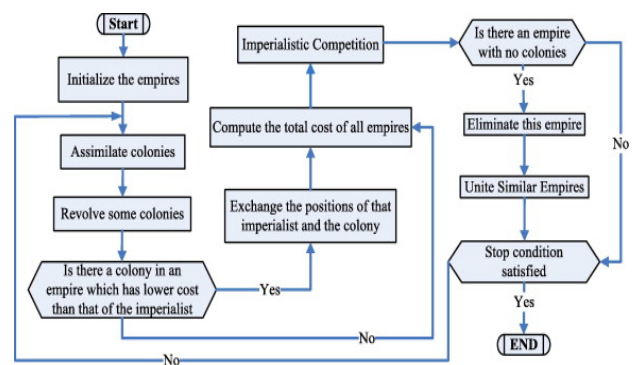 Start
Initialize the empires
Assimilate colonies
Revolve some colonies
Is there a colony in an
empire which has lower cost
than that of the imperialist
Yes
No
Exchange the positions of that
imperialist and the colony
Compute the total cost of all empires
Imperialistic Competition
Is there an empire
with no colonies
Yes
No
Eliminate this empire
Unite Similar Empires
Stop condition
satisfied
Yes
No
END